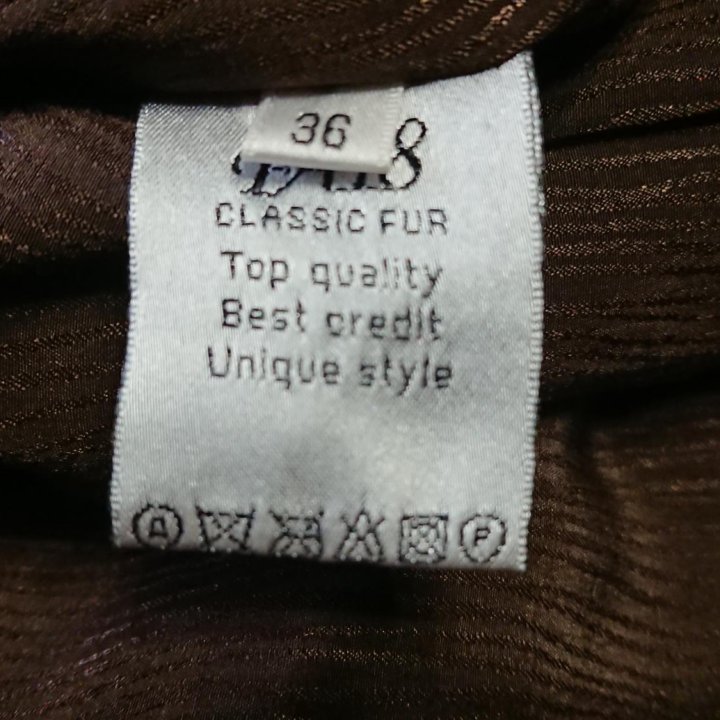 36
CLASSIC FUR
Top quality
Best credit
Unique style
A
P